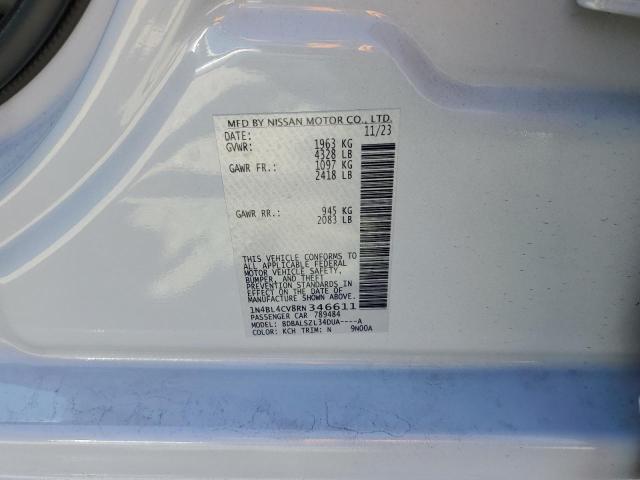 MFD BY NISSAN MOTOR CO., LTD.
DATE: 11/23
GVWR: 1963 KG
4328 LB
GAWR FR.: 1097 KG
2418 LB
GAWR RR.: 945 KG
2083 LB
THIS VEHICLE CONFORMS TO
ALL APPLICABLE FEDERAL
MOTOR VEHICLE SAFETY,
BUMPER, AND THEFT
PREVENTION STANDARDS
IN EFFECT ON THE DATE OF
MANUFACTURE SHOWN ABOVE.
1N4BL4CV8RN346611
PASSENGER CAR 789484
MODEL: BDBALSZL34DUA----A
COLOR: KCH TRIM: N 9N00A